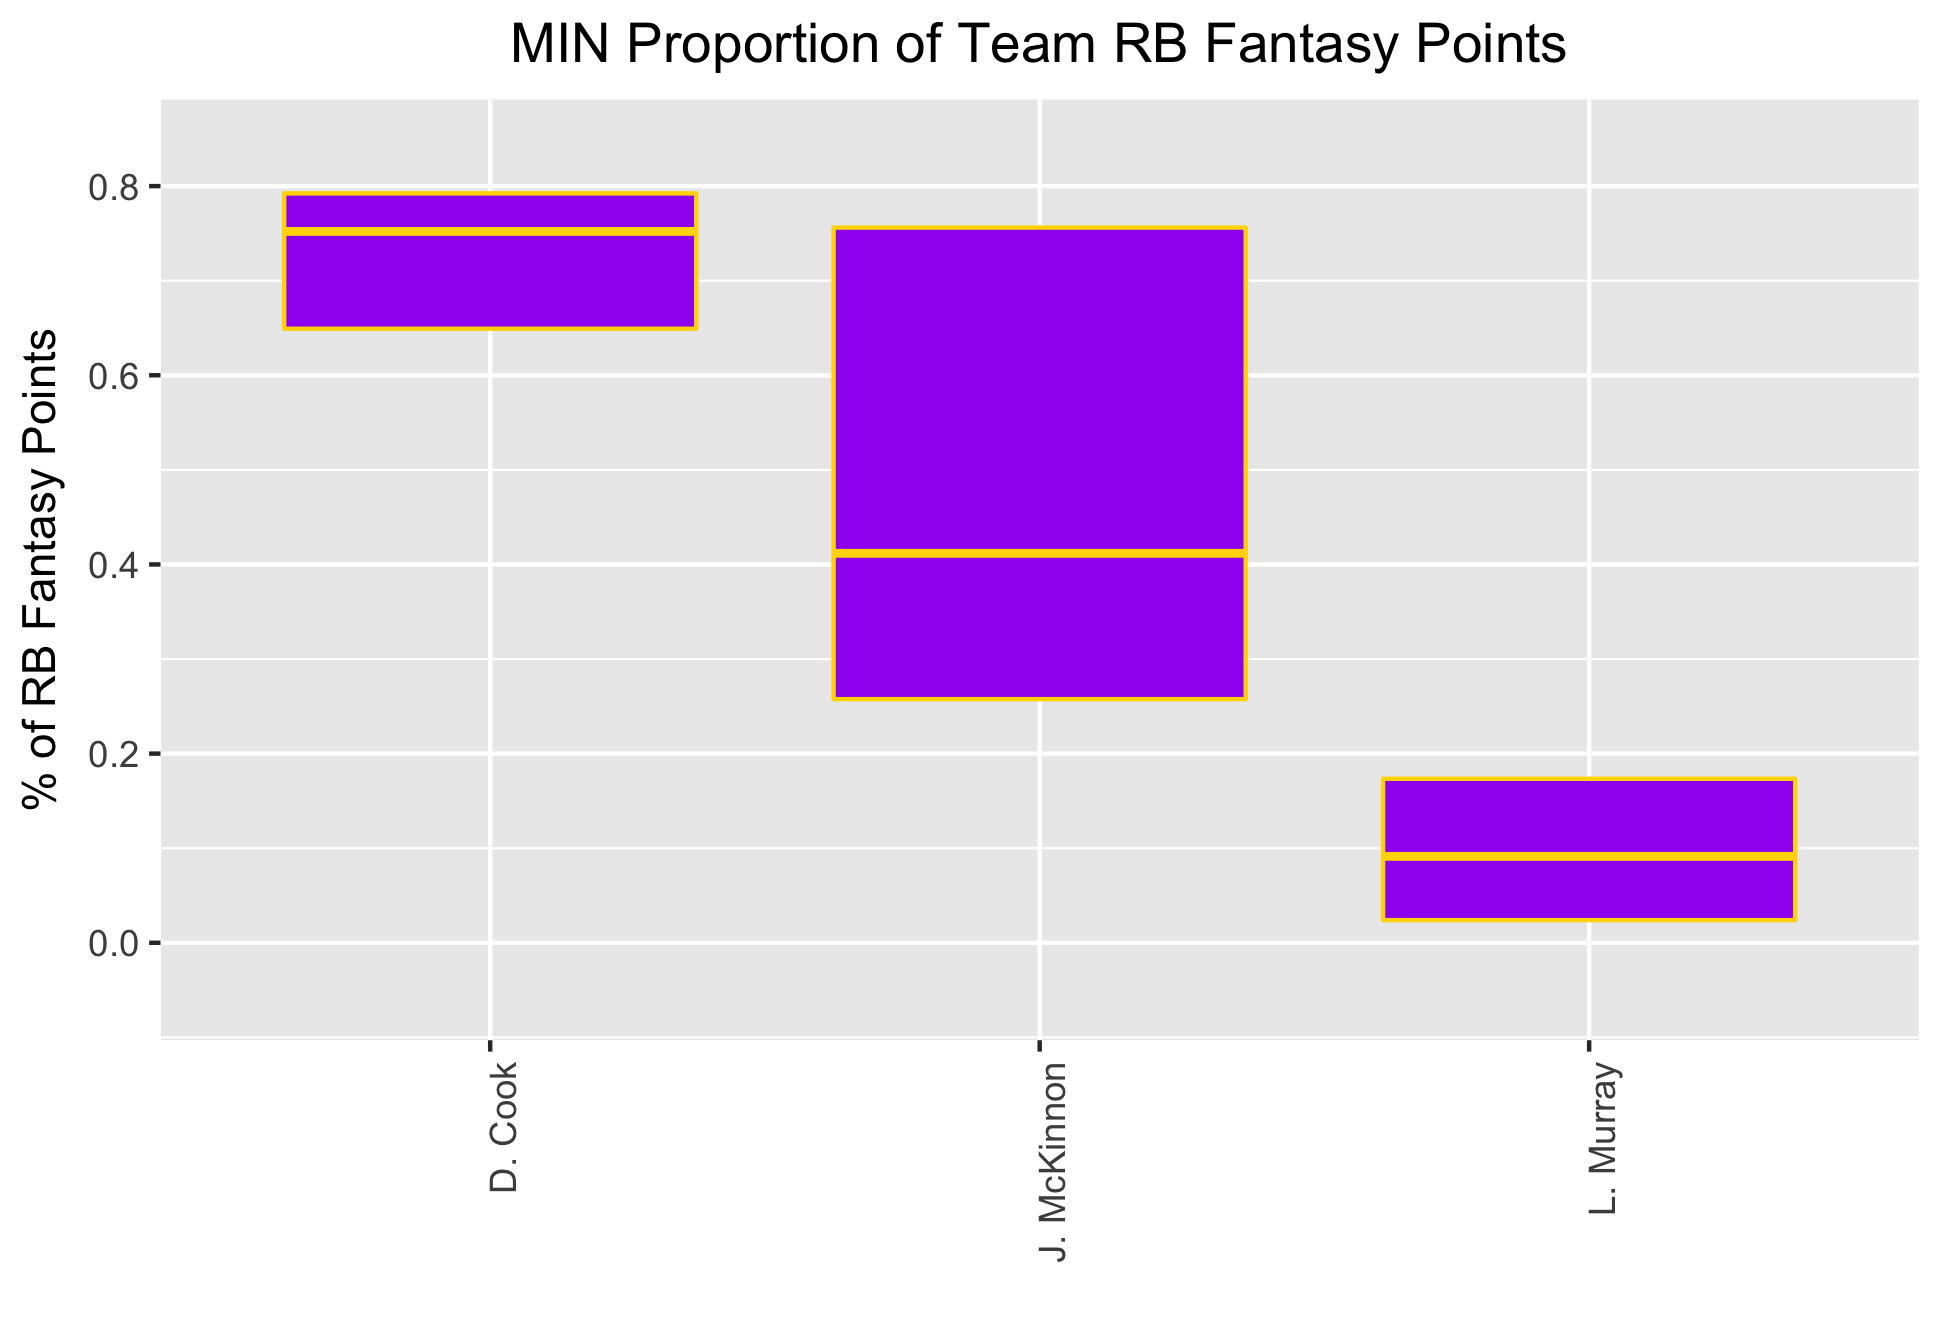 MIN Proportion of Team RB Fantasy Points
% of RB Fantasy Points
0.8
0.6
0.4
0.2
0.0
D. Cook
J. McKinnon
L. Murray